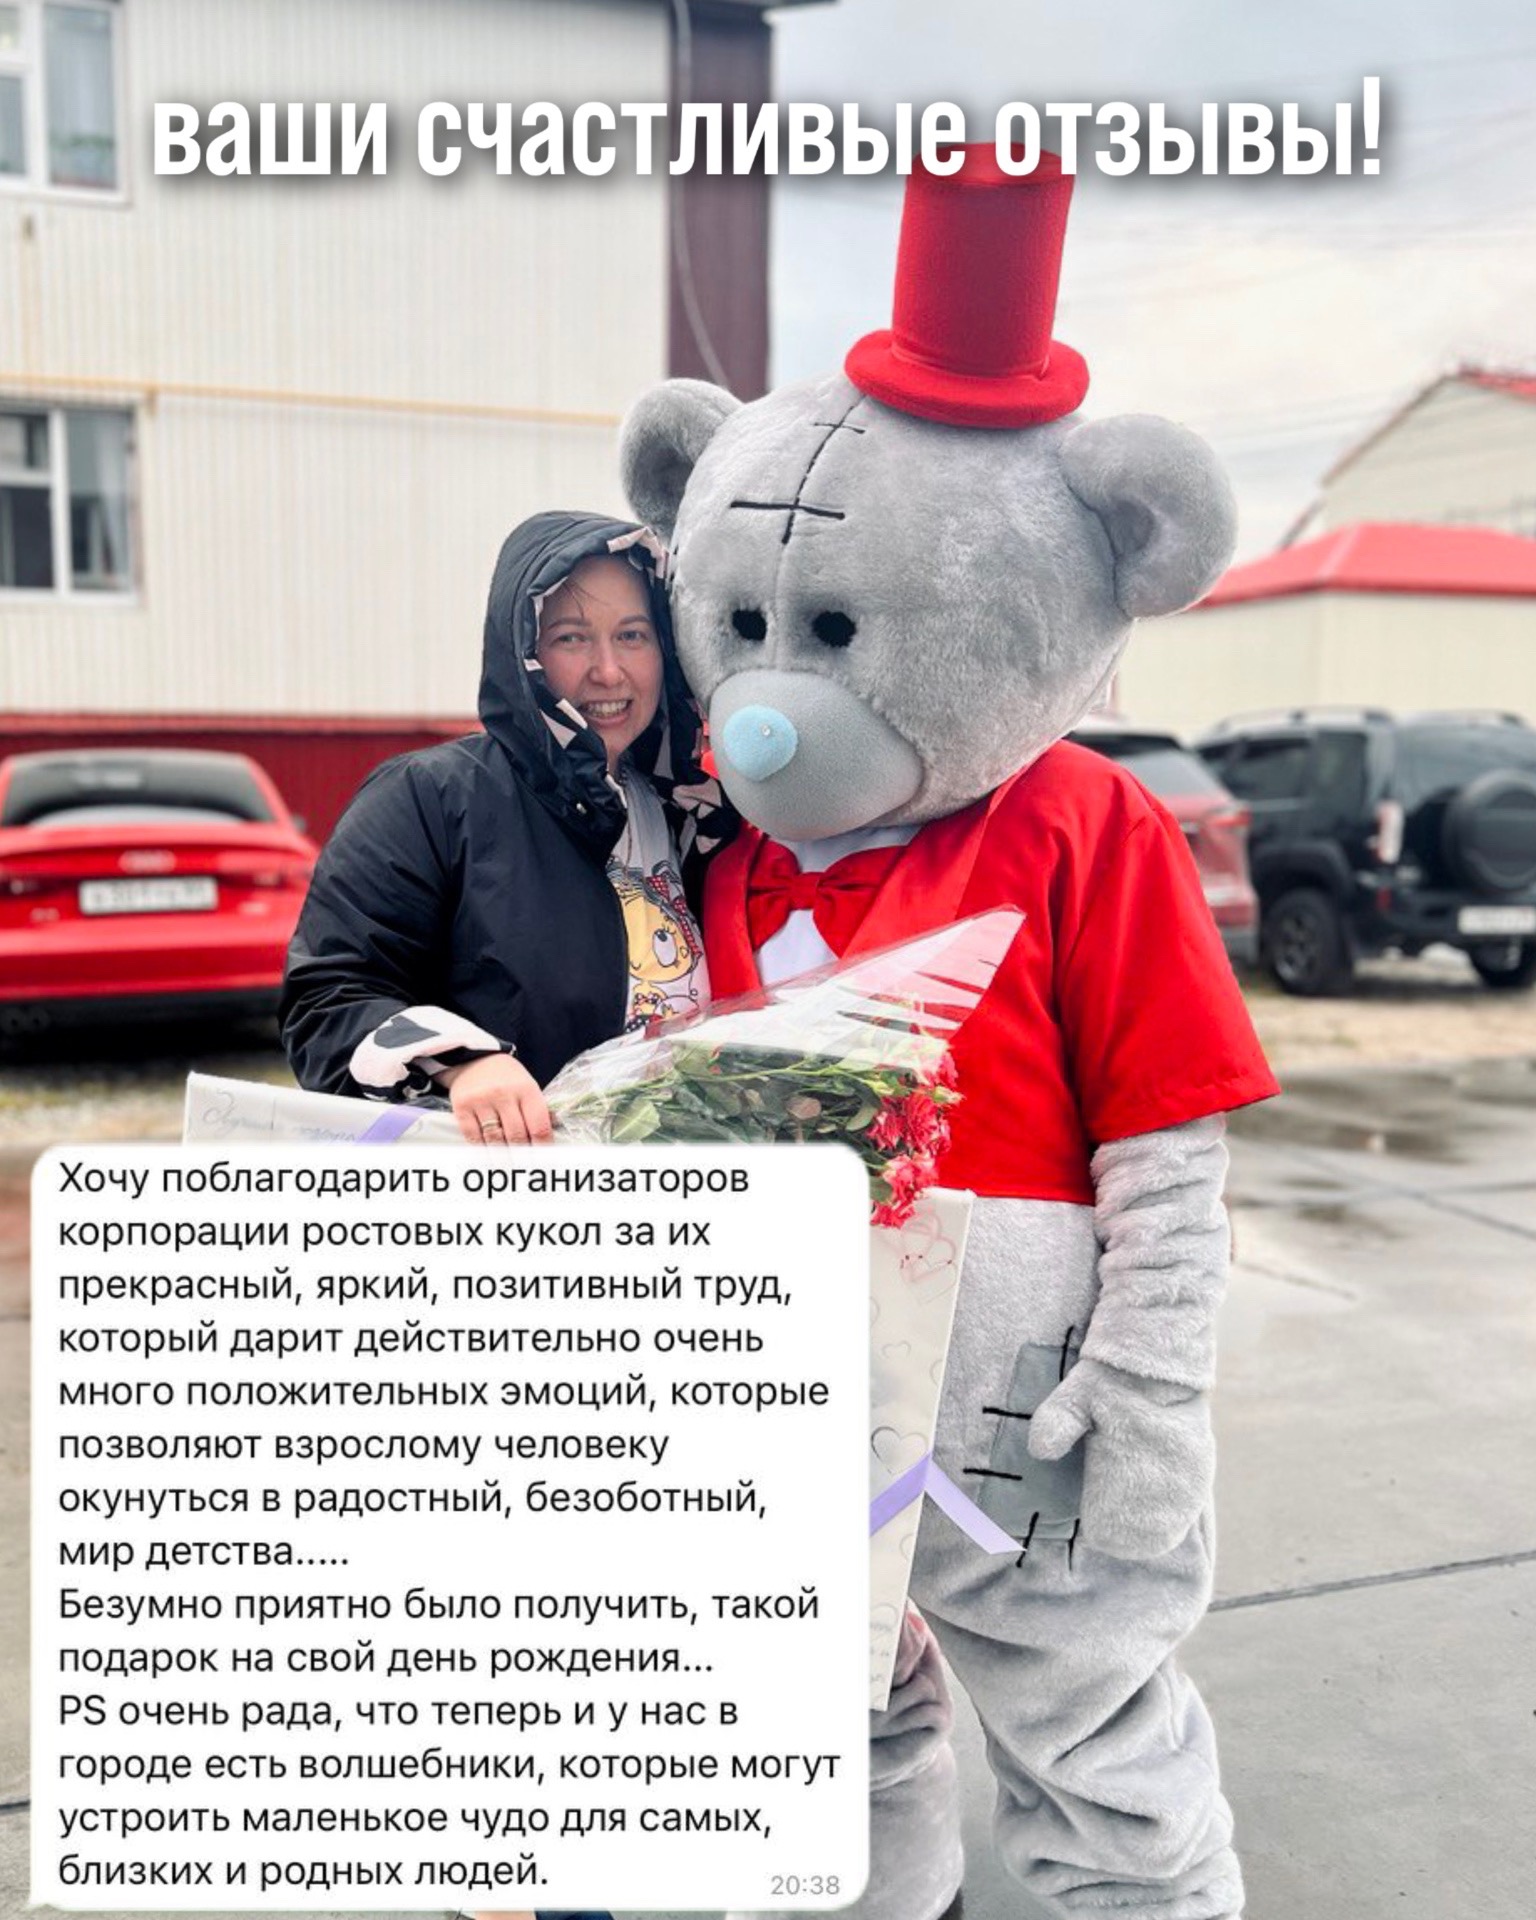 ваши счастливые отзывы!
Хочу поблагодарить организаторов
корпорации ростовых кукол за их
прекрасный, яркий, позитивный труд,
который дарит действительно очень
много положительных эмоций, которые
позволяют взрослому человеку
окунуться в радостный, безоботный,
мир детства.....
Безумно приятно было получить, такой
подарок на свой день рождения...
PS очень рада, что теперь и у нас в
городе есть волшебники, которые могут
устроить маленькое чудо для самых,
близких и родных людей.
20:38